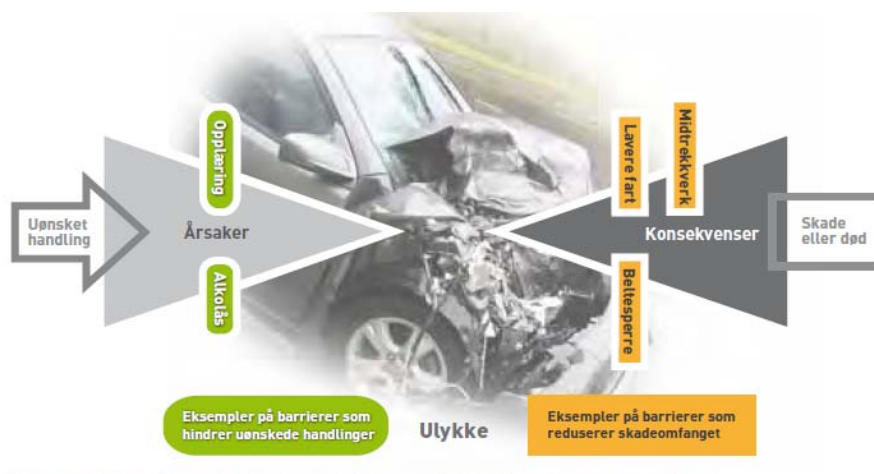 Opplæring
Lavere fart
Midtrekkverk
Uønsket
handling
Årsaker
Konsekvenser
Skade
eller død
Alkolås
Beltesperre
Eksempler på barrierer som
hindrer uønskede handlinger
Ulykke
Eksempler på barrierer som
reduserer skadeomfanget